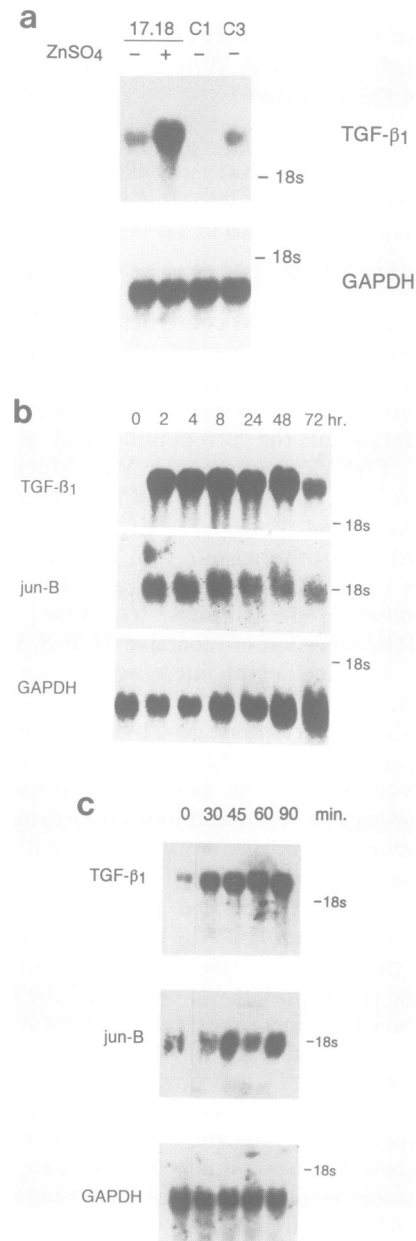 a
17.18 C1 C3
ZnSO4 − + − −
TGF-β1
− 18s
− 18s
GAPDH
b
0 2 4 8 24 48 72 hr.
TGF-β1
− 18s
jun-B
− 18s
− 18s
GAPDH
c
0 30 45 60 90 min.
TGF-β1
−18s
jun-B
−18s
−18s
GAPDH